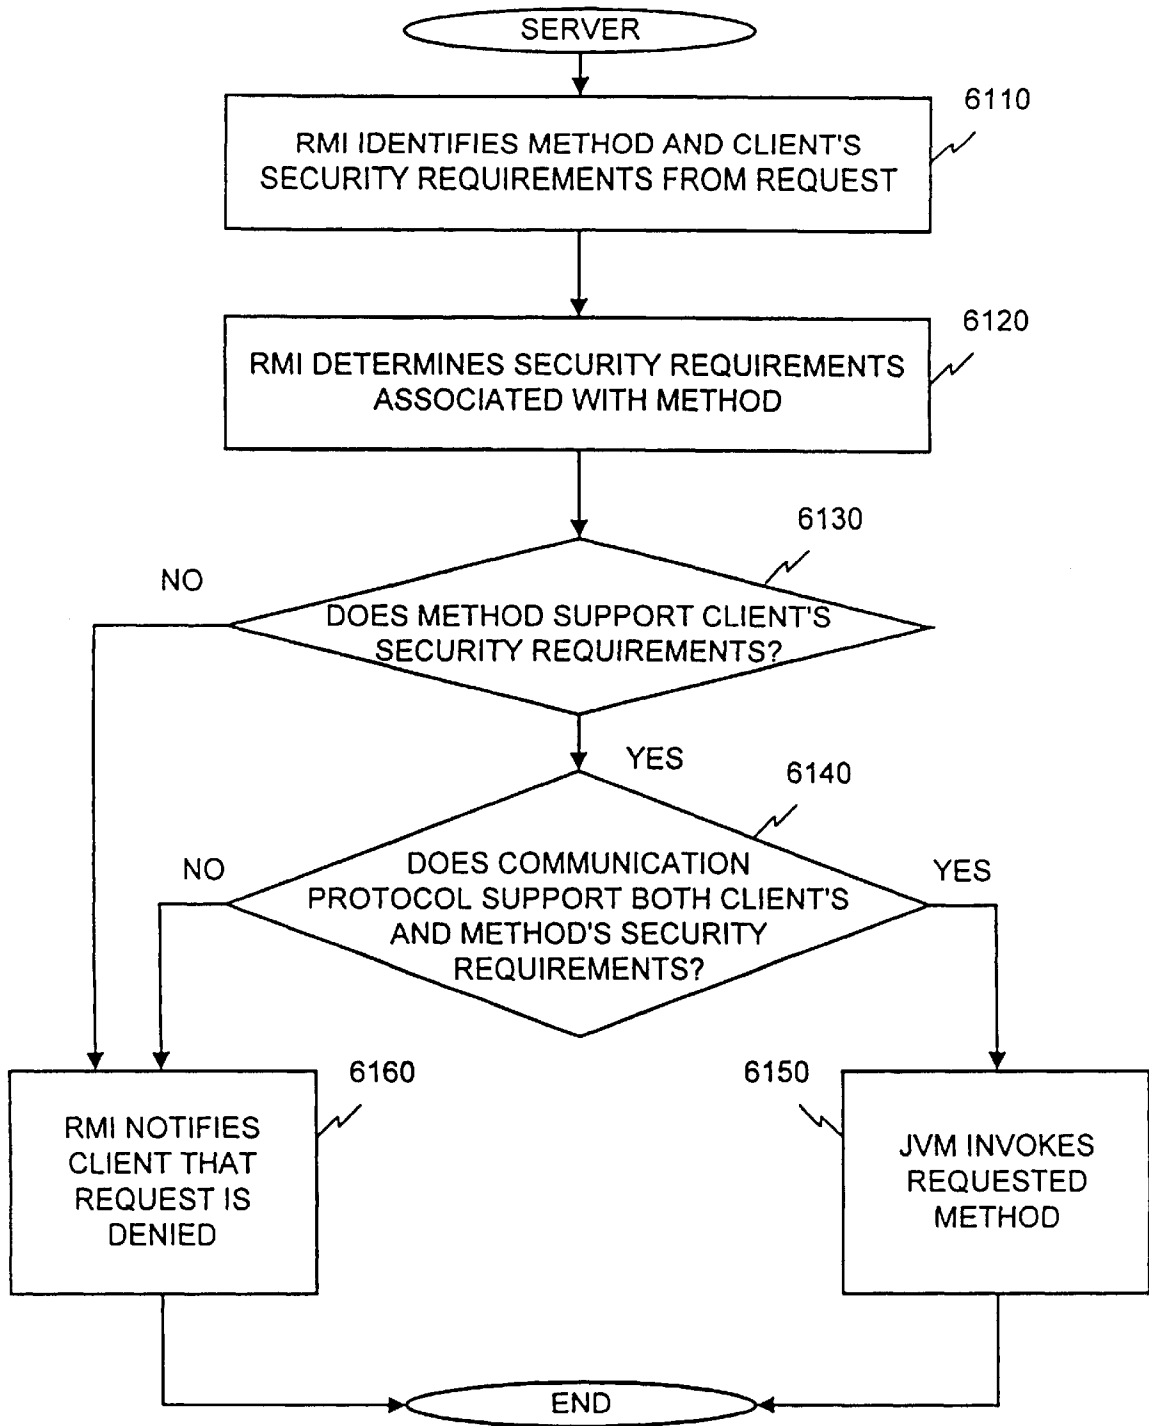 SERVER
6110
RMI IDENTIFIES METHOD AND CLIENT'S
SECURITY REQUIREMENTS FROM REQUEST
6120
RMI DETERMINES SECURITY REQUIREMENTS
ASSOCIATED WITH METHOD
6130
NO
DOES METHOD SUPPORT CLIENT'S
SECURITY REQUIREMENTS?
YES
6140
NO
DOES COMMUNICATION
PROTOCOL SUPPORT BOTH CLIENT'S
AND METHOD'S SECURITY
REQUIREMENTS?
YES
6160
RMI NOTIFIES
CLIENT THAT
REQUEST IS
DENIED
6150
JVM INVOKES
REQUESTED
METHOD
END